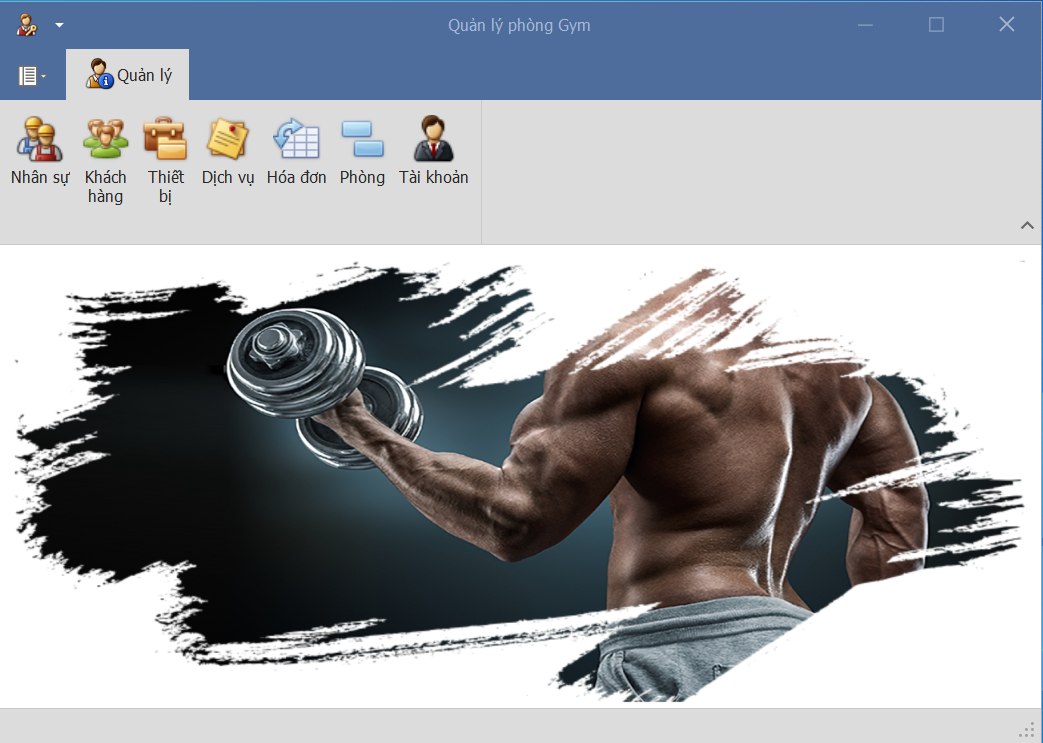 Quản lý phòng Gym
Quản lý
Nhân sự
Khách
hàng
Thiết
bị
Dịch vụ
Hóa đơn
Phòng
Tài khoản